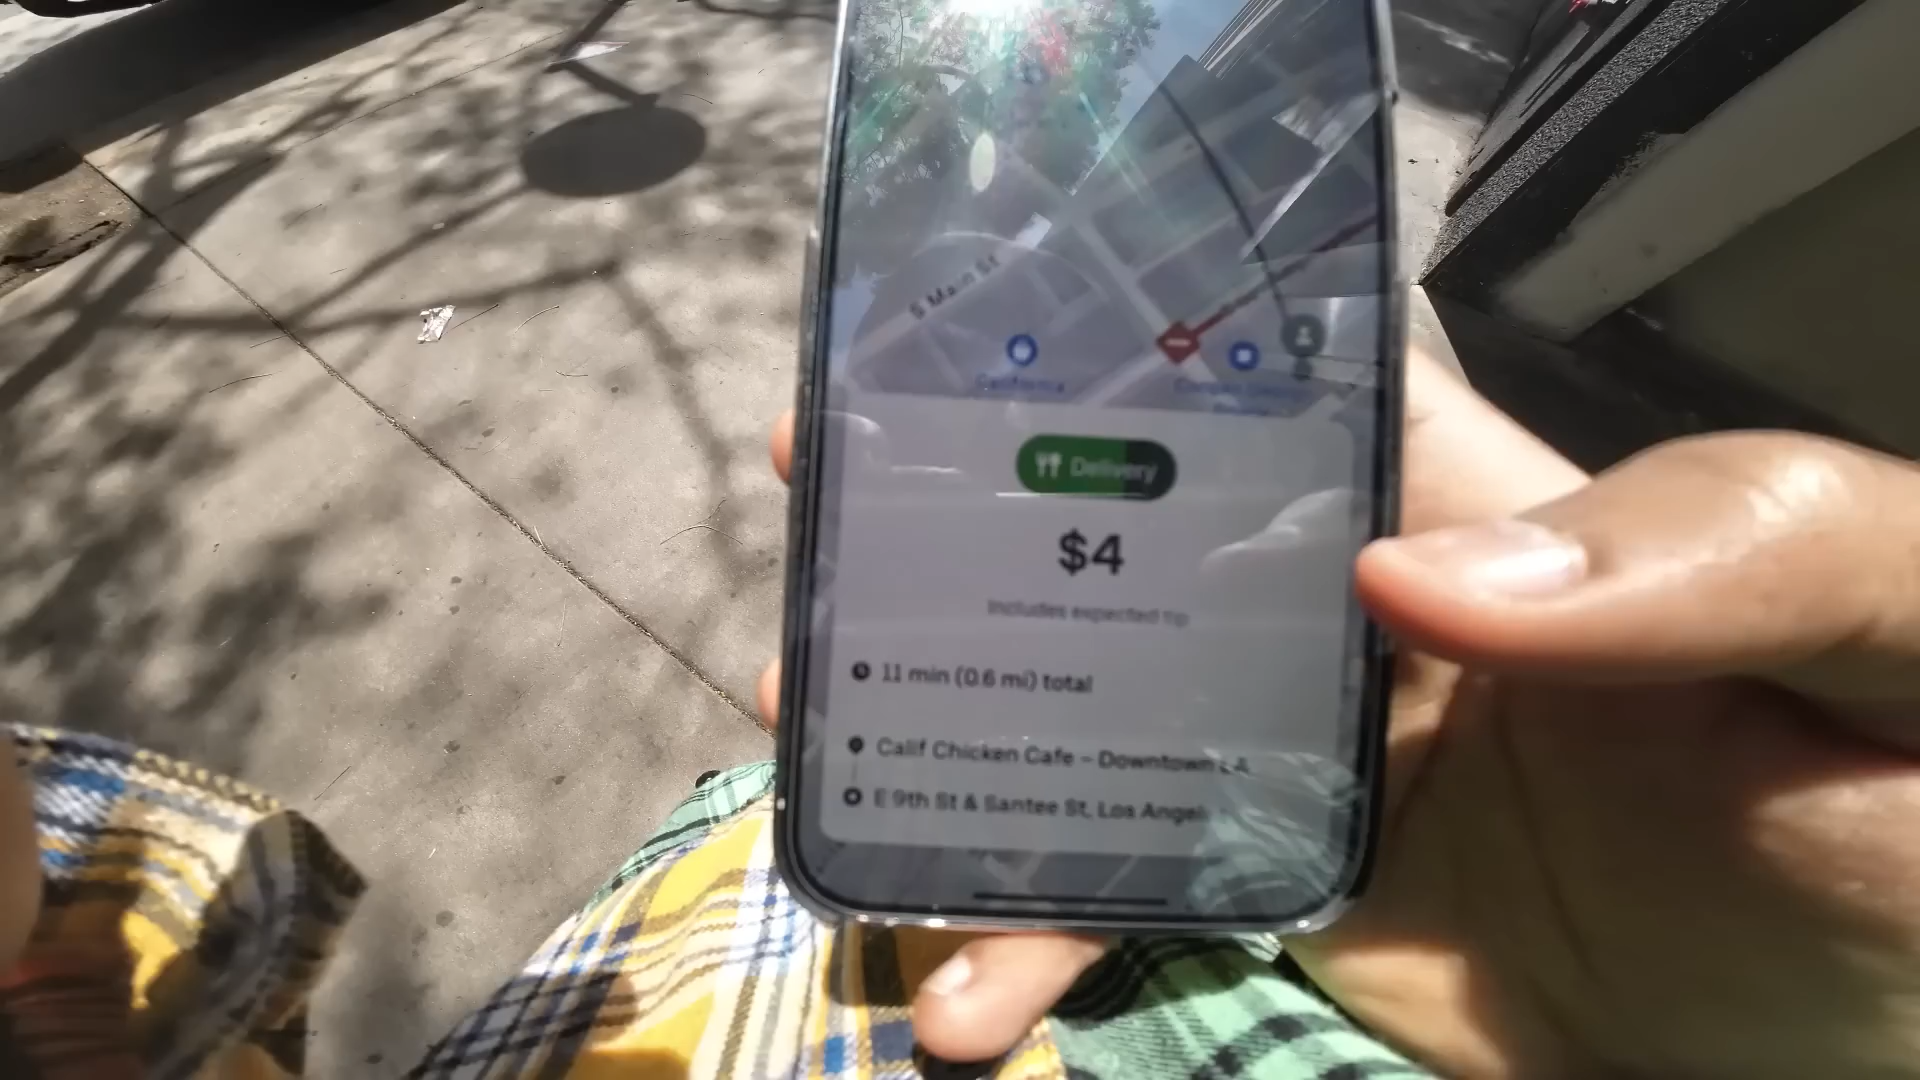 S Main St
California
Delivery
$4
Includes expected tip
11 min (0.6 mi) total
Calif Chicken Cafe – Downtown LA
E 9th St & Santee St, Los Angel